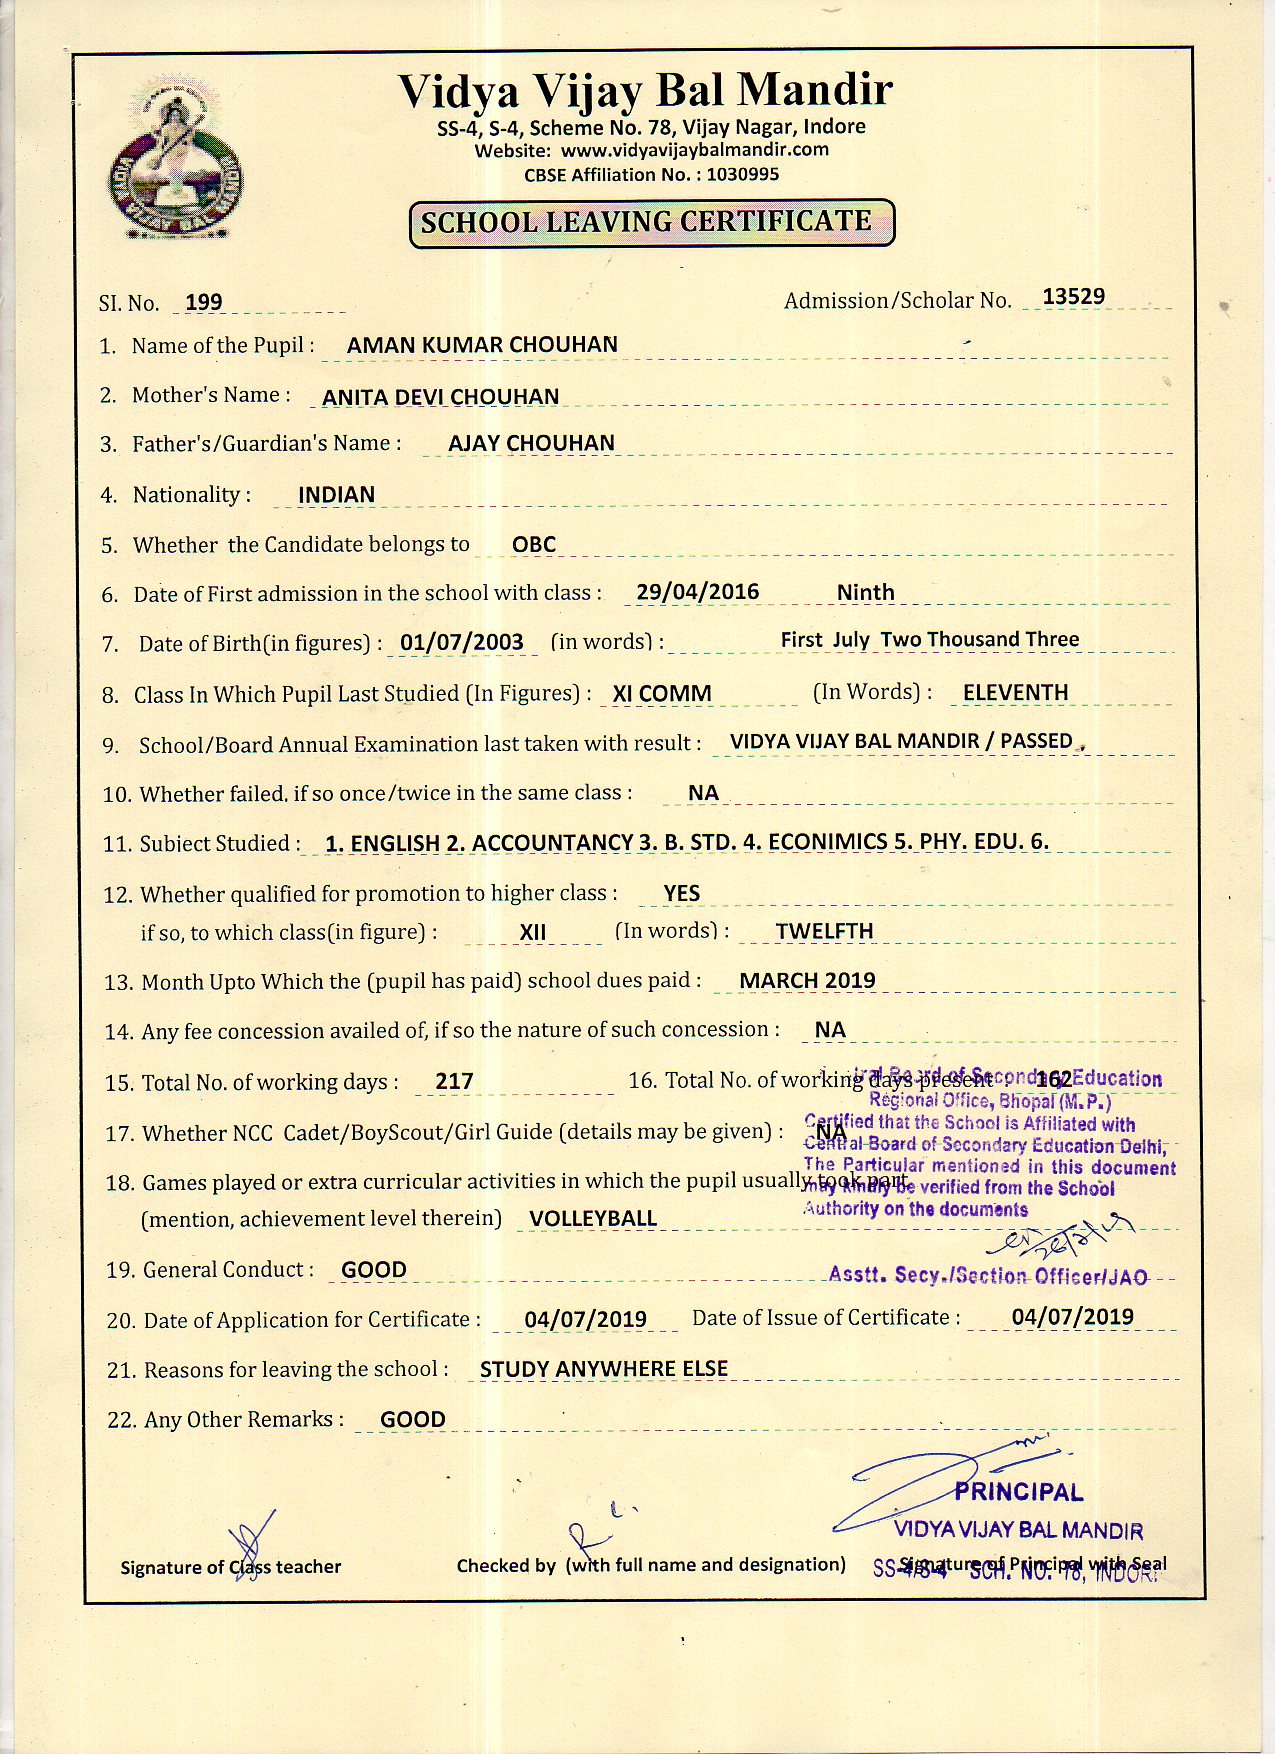 Vidya Vijay Bal Mandir
SS-4, S-4, Scheme No. 78, Vijay Nagar, Indore
Website: www.vidyavijaybalmandir.com
CBSE Affiliation No. : 1030995
VIDYA VIJAY BAL MANDIR
SCHOOL LEAVING CERTIFICATE
SI. No. 199 Admission/Scholar No. 13529
1. Name of the Pupil : AMAN KUMAR CHOUHAN
2. Mother's Name : ANITA DEVI CHOUHAN
3. Father's/Guardian's Name : AJAY CHOUHAN
4. Nationality : INDIAN
5. Whether the Candidate belongs to OBC
6. Date of First admission in the school with class : 29/04/2016 Ninth
7. Date of Birth(in figures) : 01/07/2003 (in words) : First July Two Thousand Three
8. Class In Which Pupil Last Studied (In Figures) : XI COMM (In Words) : ELEVENTH
9. School/Board Annual Examination last taken with result : VIDYA VIJAY BAL MANDIR / PASSED
10. Whether failed, if so once/twice in the same class : NA
11. Subject Studied : 1. ENGLISH 2. ACCOUNTANCY 3. B. STD. 4. ECONIMICS 5. PHY. EDU. 6.
12. Whether qualified for promotion to higher class : YES
if so, to which class(in figure) : XII (In words) : TWELFTH
13. Month Upto Which the (pupil has paid) school dues paid : MARCH 2019
14. Any fee concession availed of, if so the nature of such concession : NA
15. Total No. of working days : 217 16. Total No. of working days present : 162
17. Whether NCC Cadet/BoyScout/Girl Guide (details may be given) : NA
18. Games played or extra curricular activities in which the pupil usually took part
(mention, achievement level therein) VOLLEYBALL
Board of Secondary Education
Regional Office, Bhopal (M.P.)
Certified that the School is Affiliated with
Central Board of Secondary Education Delhi,
The Particular mentioned in this document
may kindly be verified from the School
Authority on the documents
Asstt. Secy./Section Officer/JAO
19. General Conduct : GOOD
20. Date of Application for Certificate : 04/07/2019 Date of Issue of Certificate : 04/07/2019
21. Reasons for leaving the school : STUDY ANYWHERE ELSE
22. Any Other Remarks : GOOD
PRINCIPAL
VIDYA VIJAY BAL MANDIR
SS-4/S-4 SCH. NO. 78, INDORE
Signature of Class teacher Checked by (with full name and designation) Signature of Principal with Seal